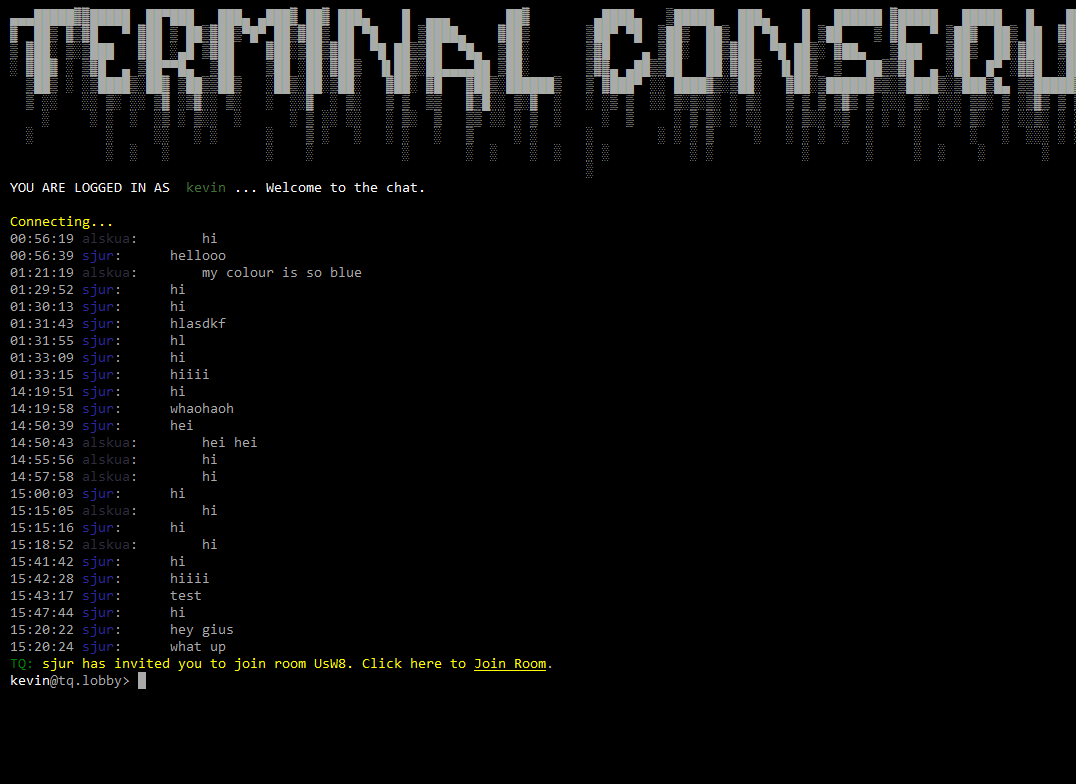 TERMINAL CONQUEST
YOU ARE LOGGED IN AS kevin ... Welcome to the chat.
Connecting...
00:56:19 alskua: hi
00:56:39 sjur: hellooo
01:21:19 alskua: my colour is so blue
01:29:52 sjur: hi
01:30:13 sjur: hi
01:31:43 sjur: hlasdkf
01:31:55 sjur: hl
01:33:09 sjur: hi
01:33:15 sjur: hiiii
14:19:51 sjur: hi
14:19:58 sjur: whaohaoh
14:50:39 sjur: hei
14:50:43 alskua: hei hei
14:55:56 alskua: hi
14:57:58 alskua: hi
15:00:03 sjur: hi
15:15:05 alskua: hi
15:15:16 sjur: hi
15:18:52 alskua: hi
15:41:42 sjur: hi
15:42:28 sjur: hiiii
15:43:17 sjur: test
15:47:44 sjur: hi
15:20:22 sjur: hey gius
15:20:24 sjur: what up
TQ: sjur has invited you to join room UsW8. Click here to Join Room.
kevin@tq.lobby>